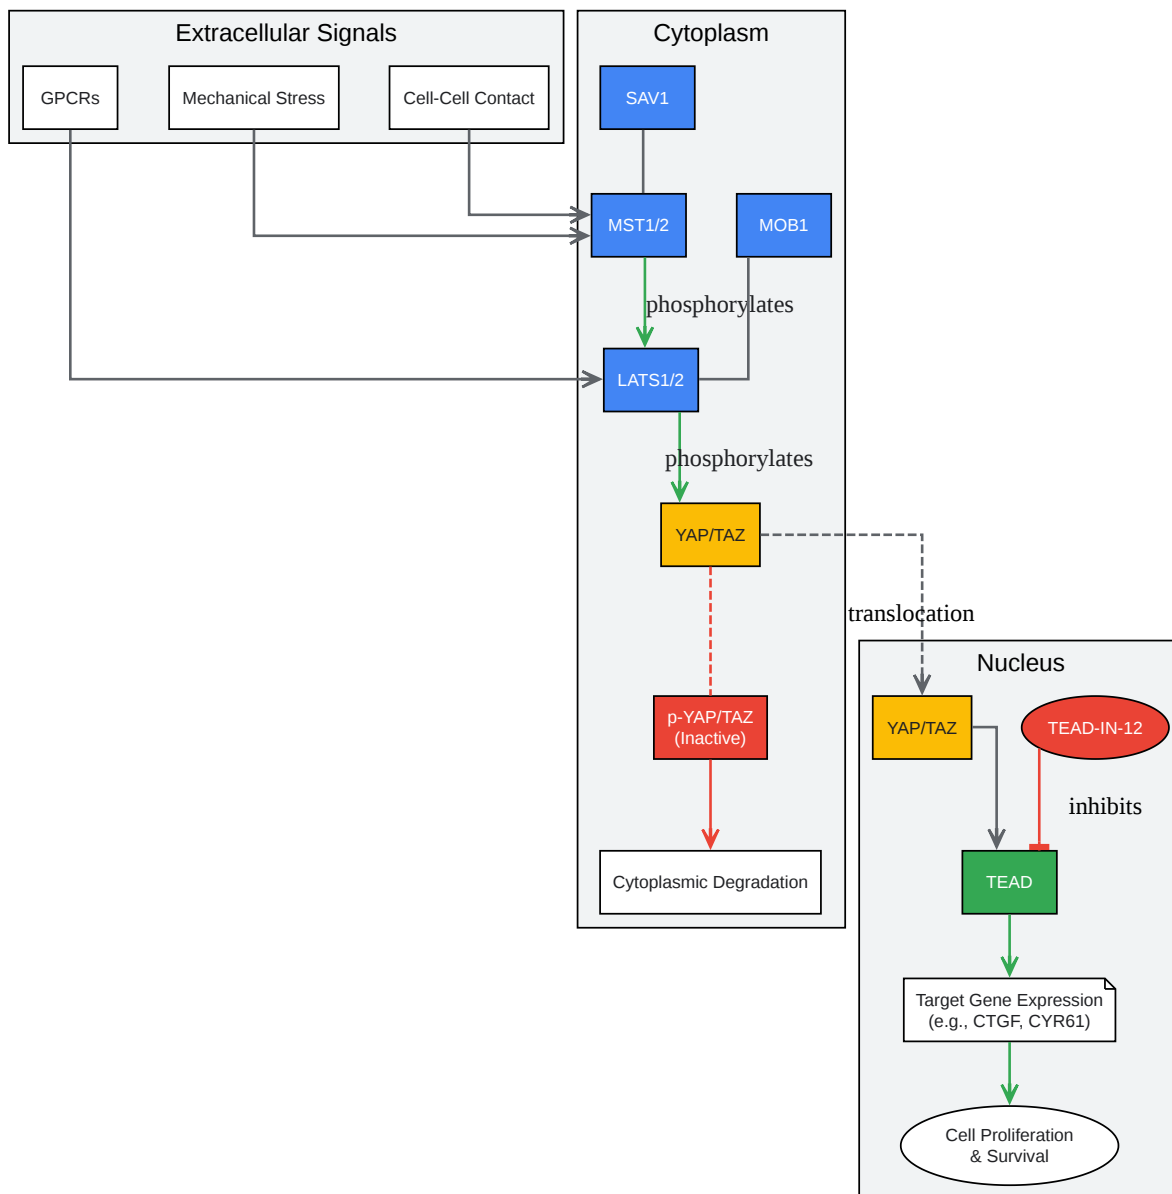 Extracellular Signals
GPCRs
Mechanical Stress
Cell-Cell Contact
Cytoplasm
SAV1
MST1/2
MOB1
phosphorylates
LATS1/2
phosphorylates
YAP/TAZ
translocation
p-YAP/TAZ
(Inactive)
Cytoplasmic Degradation
Nucleus
YAP/TAZ
TEAD-IN-12
inhibits
TEAD
Target Gene Expression
(e.g., CTGF, CYR61)
Cell Proliferation
& Survival